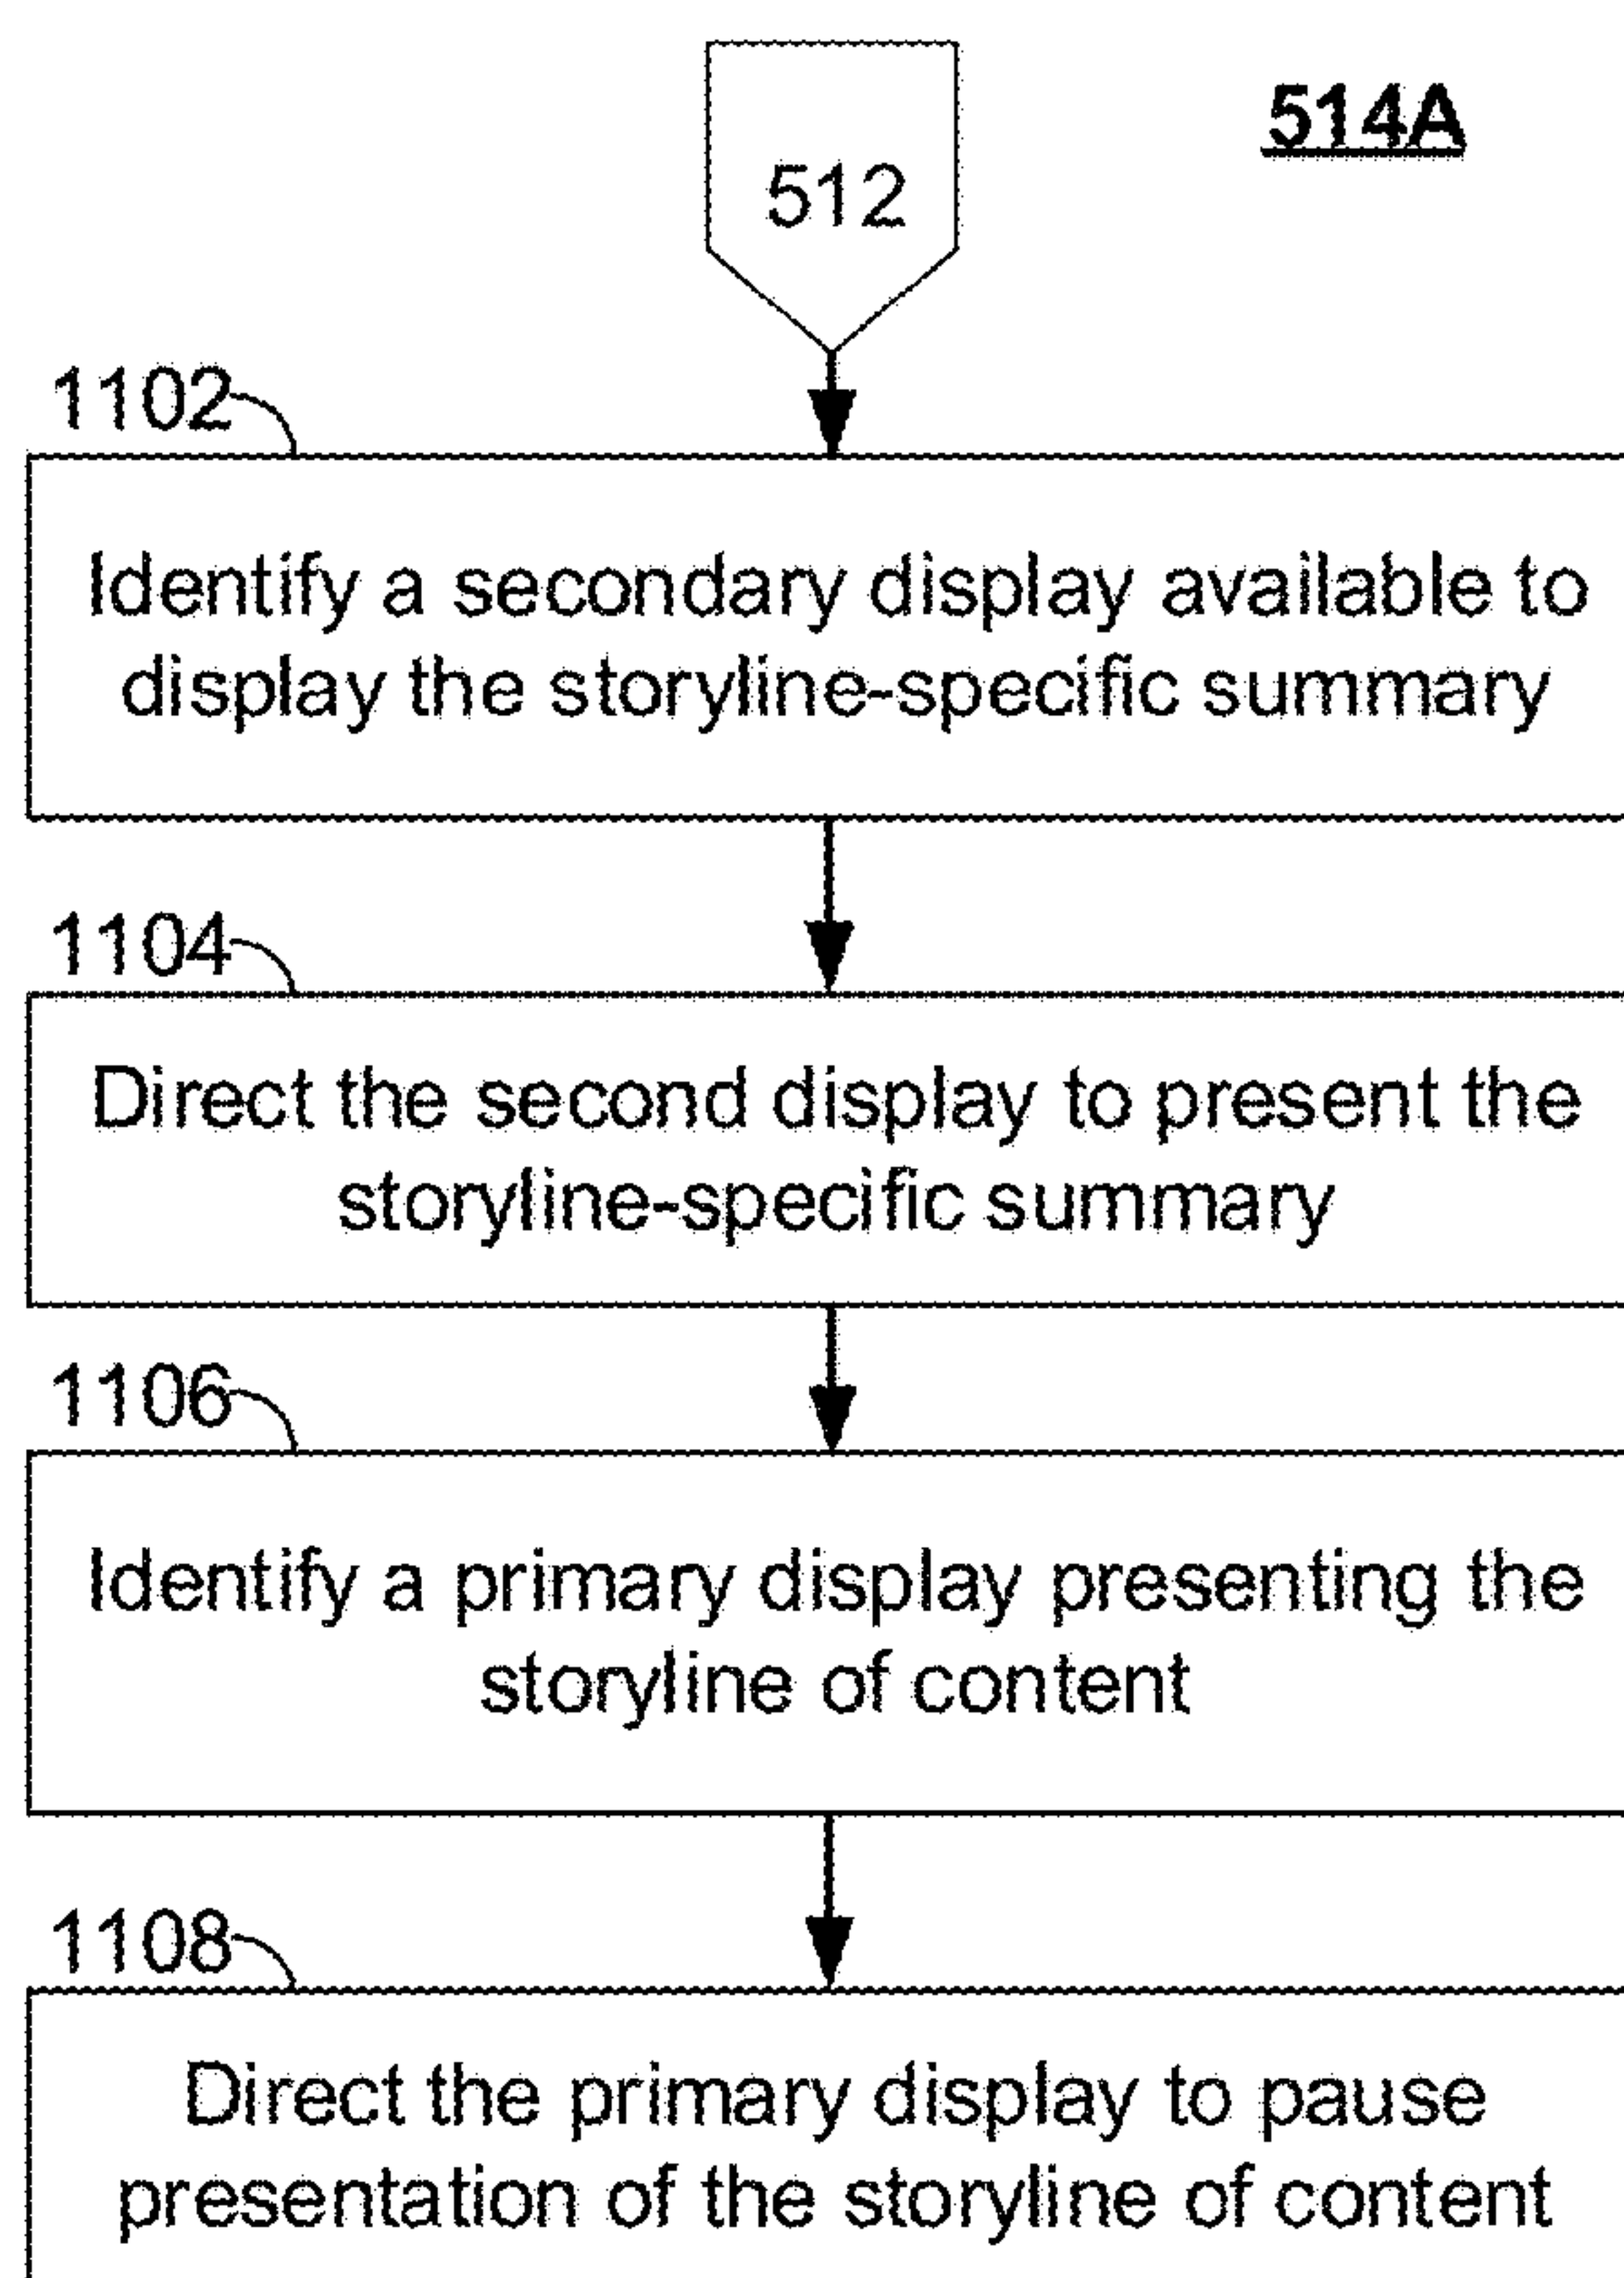 514A
512
1102
Identify a secondary display available to
display the storyline-specific summary
1104
Direct the second display to present the
storyline-specific summary
1106
Identify a primary display presenting the
storyline of content
1108
Direct the primary display to pause
presentation of the storyline of content